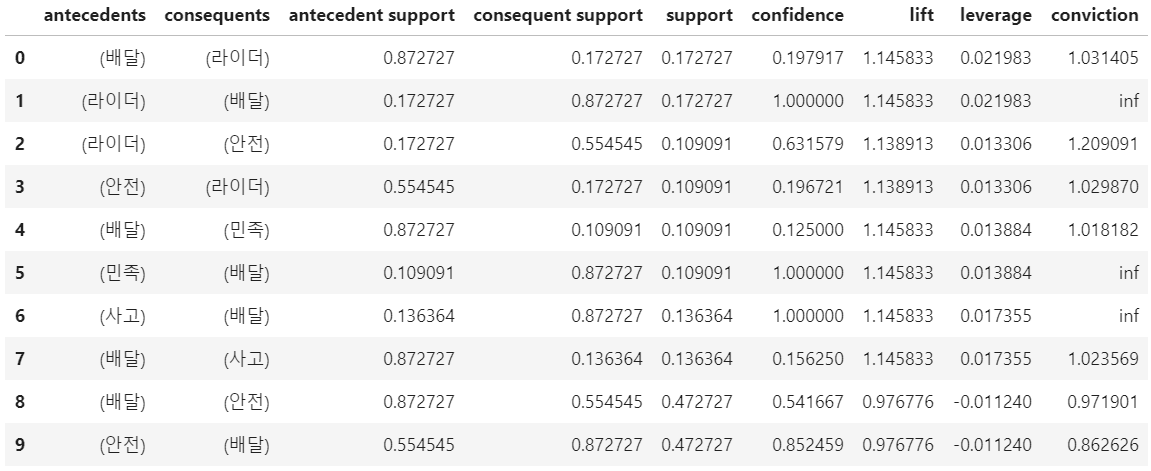 antecedents consequents antecedent support consequent support support confidence lift leverage conviction
0 (배달) (라이더) 0.872727 0.172727 0.172727 0.197917 1.145833 0.021983 1.031405
1 (라이더) (배달) 0.172727 0.872727 0.172727 1.000000 1.145833 0.021983 inf
2 (라이더) (안전) 0.172727 0.554545 0.109091 0.631579 1.138913 0.013306 1.209091
3 (안전) (라이더) 0.554545 0.172727 0.109091 0.196721 1.138913 0.013306 1.029870
4 (배달) (민족) 0.872727 0.109091 0.109091 0.125000 1.145833 0.013884 1.018182
5 (민족) (배달) 0.109091 0.872727 0.109091 1.000000 1.145833 0.013884 inf
6 (사고) (배달) 0.136364 0.872727 0.136364 1.000000 1.145833 0.017355 inf
7 (배달) (사고) 0.872727 0.136364 0.136364 0.156250 1.145833 0.017355 1.023569
8 (배달) (안전) 0.872727 0.554545 0.472727 0.541667 0.976776 -0.011240 0.971901
9 (안전) (배달) 0.554545 0.872727 0.472727 0.852459 0.976776 -0.011240 0.862626